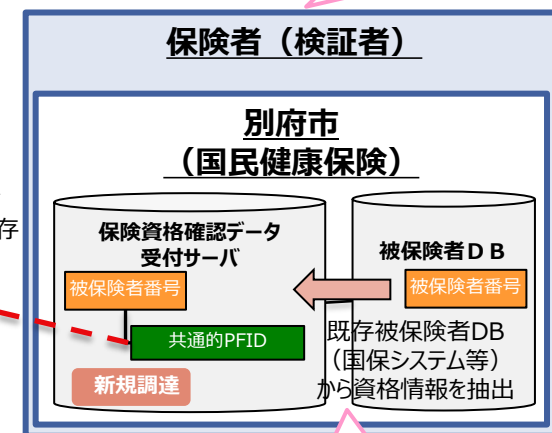 保険者（検証者）
別府市
（国民健康保険）
存
保険資格確認データ
受付サーバ
被保険者番号
共通的PFID
新規調達
被保険者ＤＢ
被保険者番号
既存被保険者DB
（国保システム等）
から資格情報を抽出